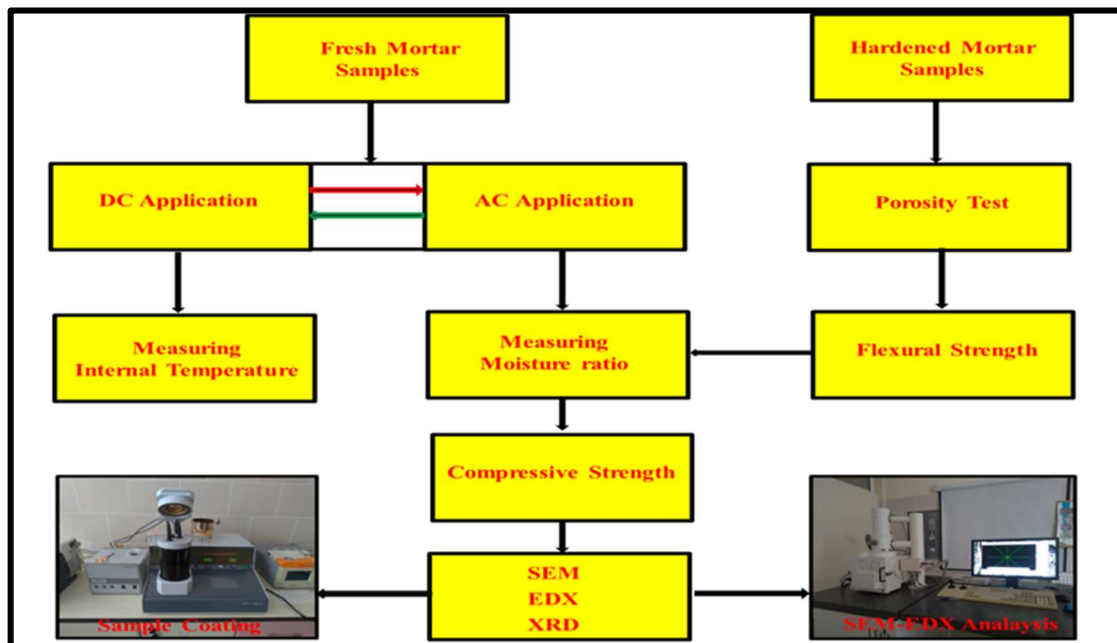 Fresh Mortar
Samples
Hardened Mortar
Samples
DC Application
AC Application
Porosity Test
Measuring
Internal Temperature
Measuring
Moisture ratio
Flexural Strength
Compressive Strength
SEM
EDX
XRD
Sample Coating
SEM-EDX Analaysis